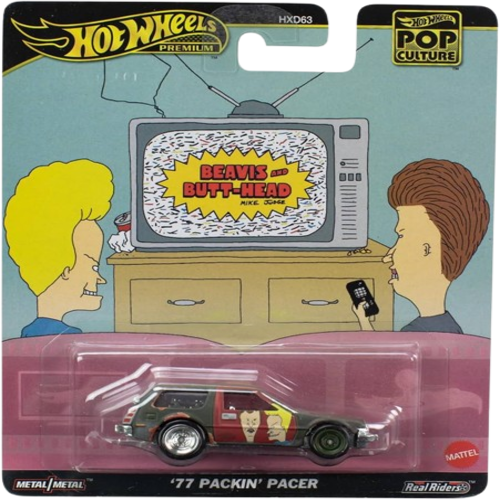 HOT WHEELS
PREMIUM
HXD63
HOT WHEELS
POP
CULTURE
BEAVIS AND
BUTT-HEAD
MIKE JUDGE
MATTEL
METAL/METAL
'77 PACKIN' PACER
Real Riders